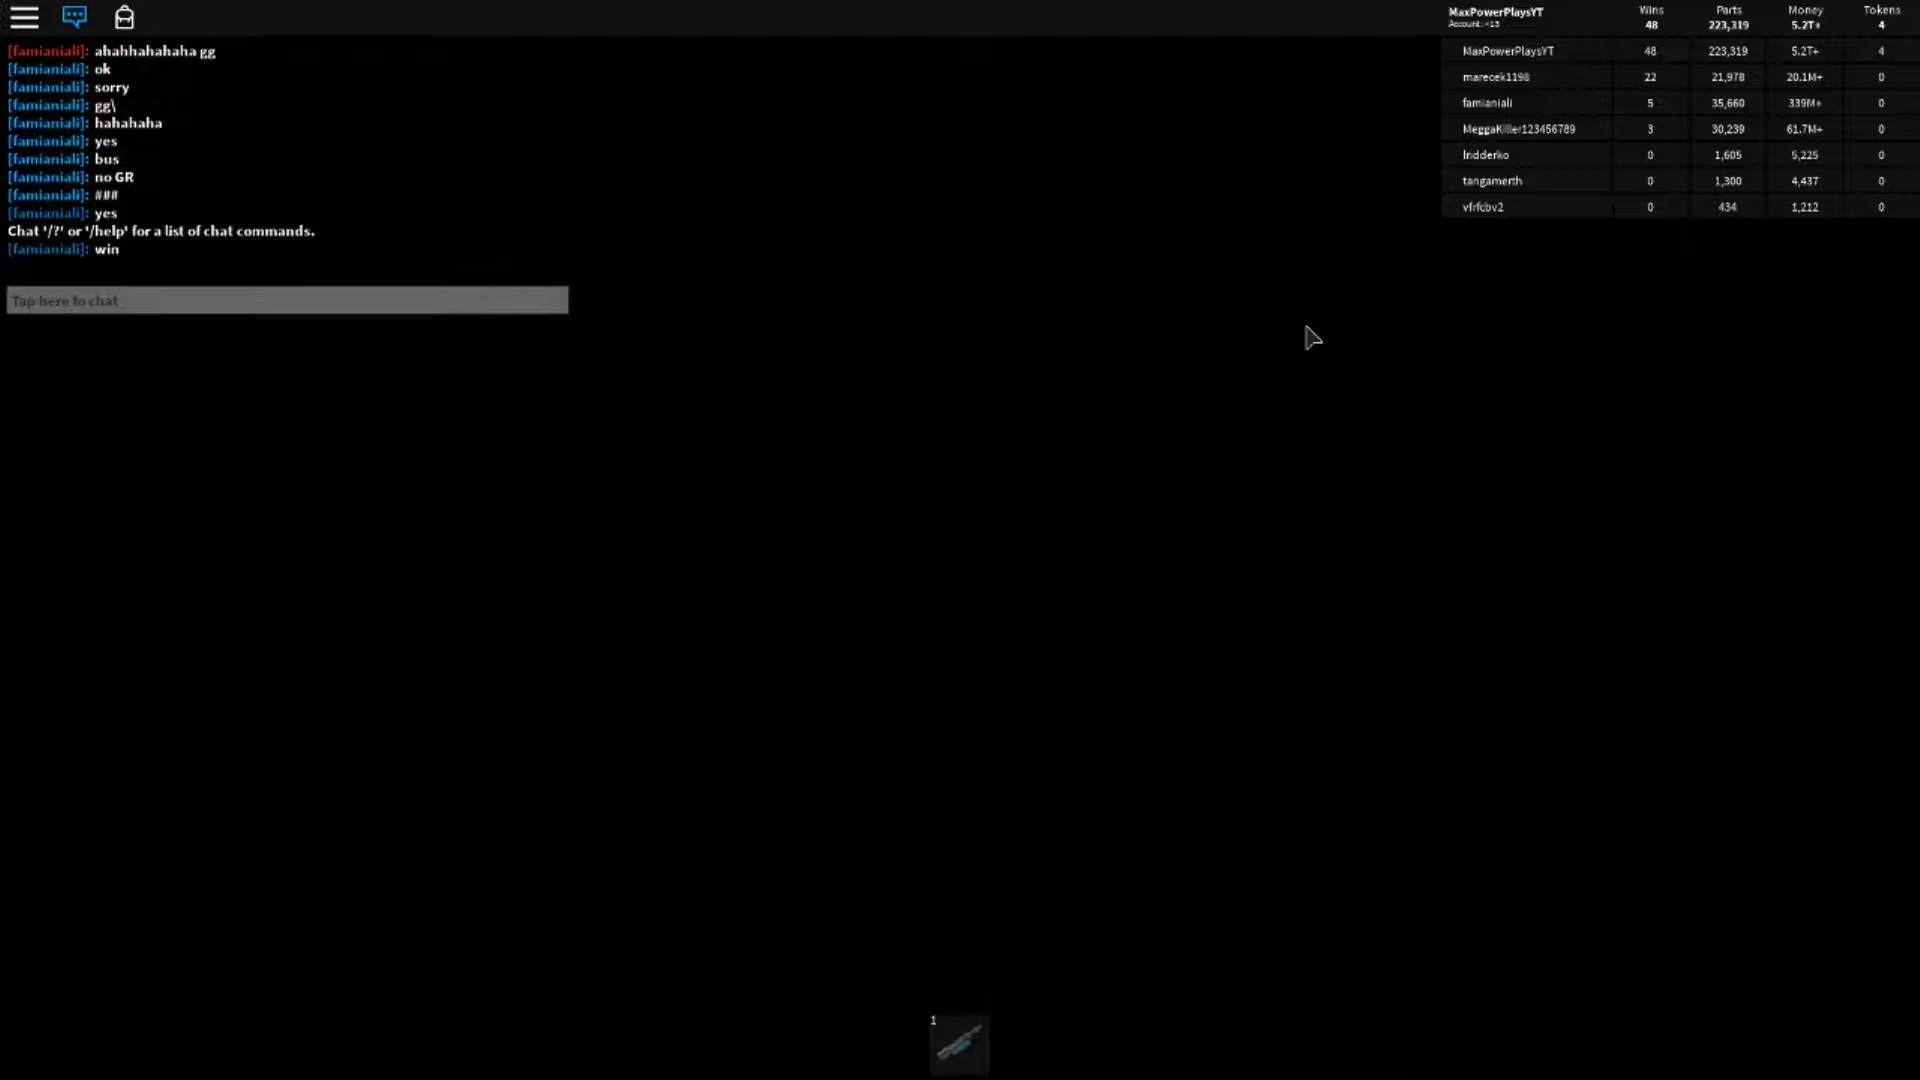 [famianiali]: ahahhahahaha gg
[famianiali]: ok
[famianiali]: sorry
[famianiali]: gg\
[famianiali]: hahahaha
[famianiali]: yes
[famianiali]: bus
[famianiali]: no GR
[famianiali]: ###
[famianiali]: yes
Chat '/?' or '/help' for a list of chat commands.
[famianiali]: win
Tap here to chat
MaxPowerPlaysYT Wins Parts Money Tokens
Account: <13 48 223,319 5.2T+ 4
MaxPowerPlaysYT 48 223,319 5.2T+ 4
marecek1198 22 21,978 20.1M+ 0
famianiali 5 35,660 339M+ 0
MeggaKiller123456789 3 30,239 61.7M+ 0
lridderko 0 1,605 5,225 0
tangamerth 0 1,300 4,437 0
vfrfcbv2 0 434 1,212 0
1